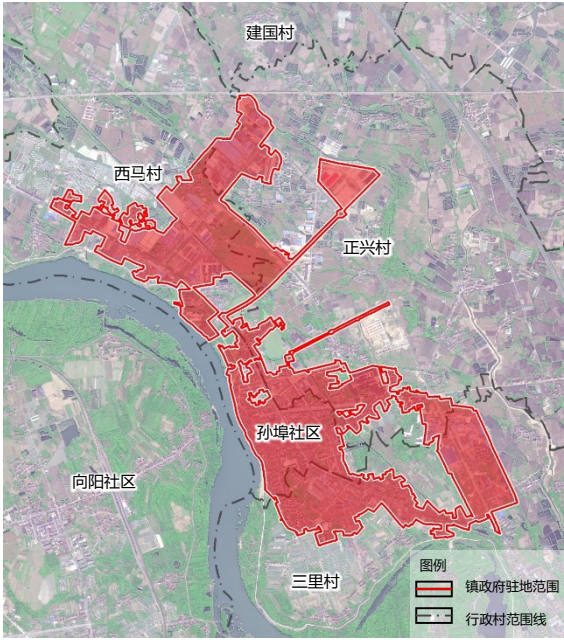 建国村
西马村
正兴村
孙埠社区
向阳社区
三里村
图例
镇政府驻地范围
行政村范围线